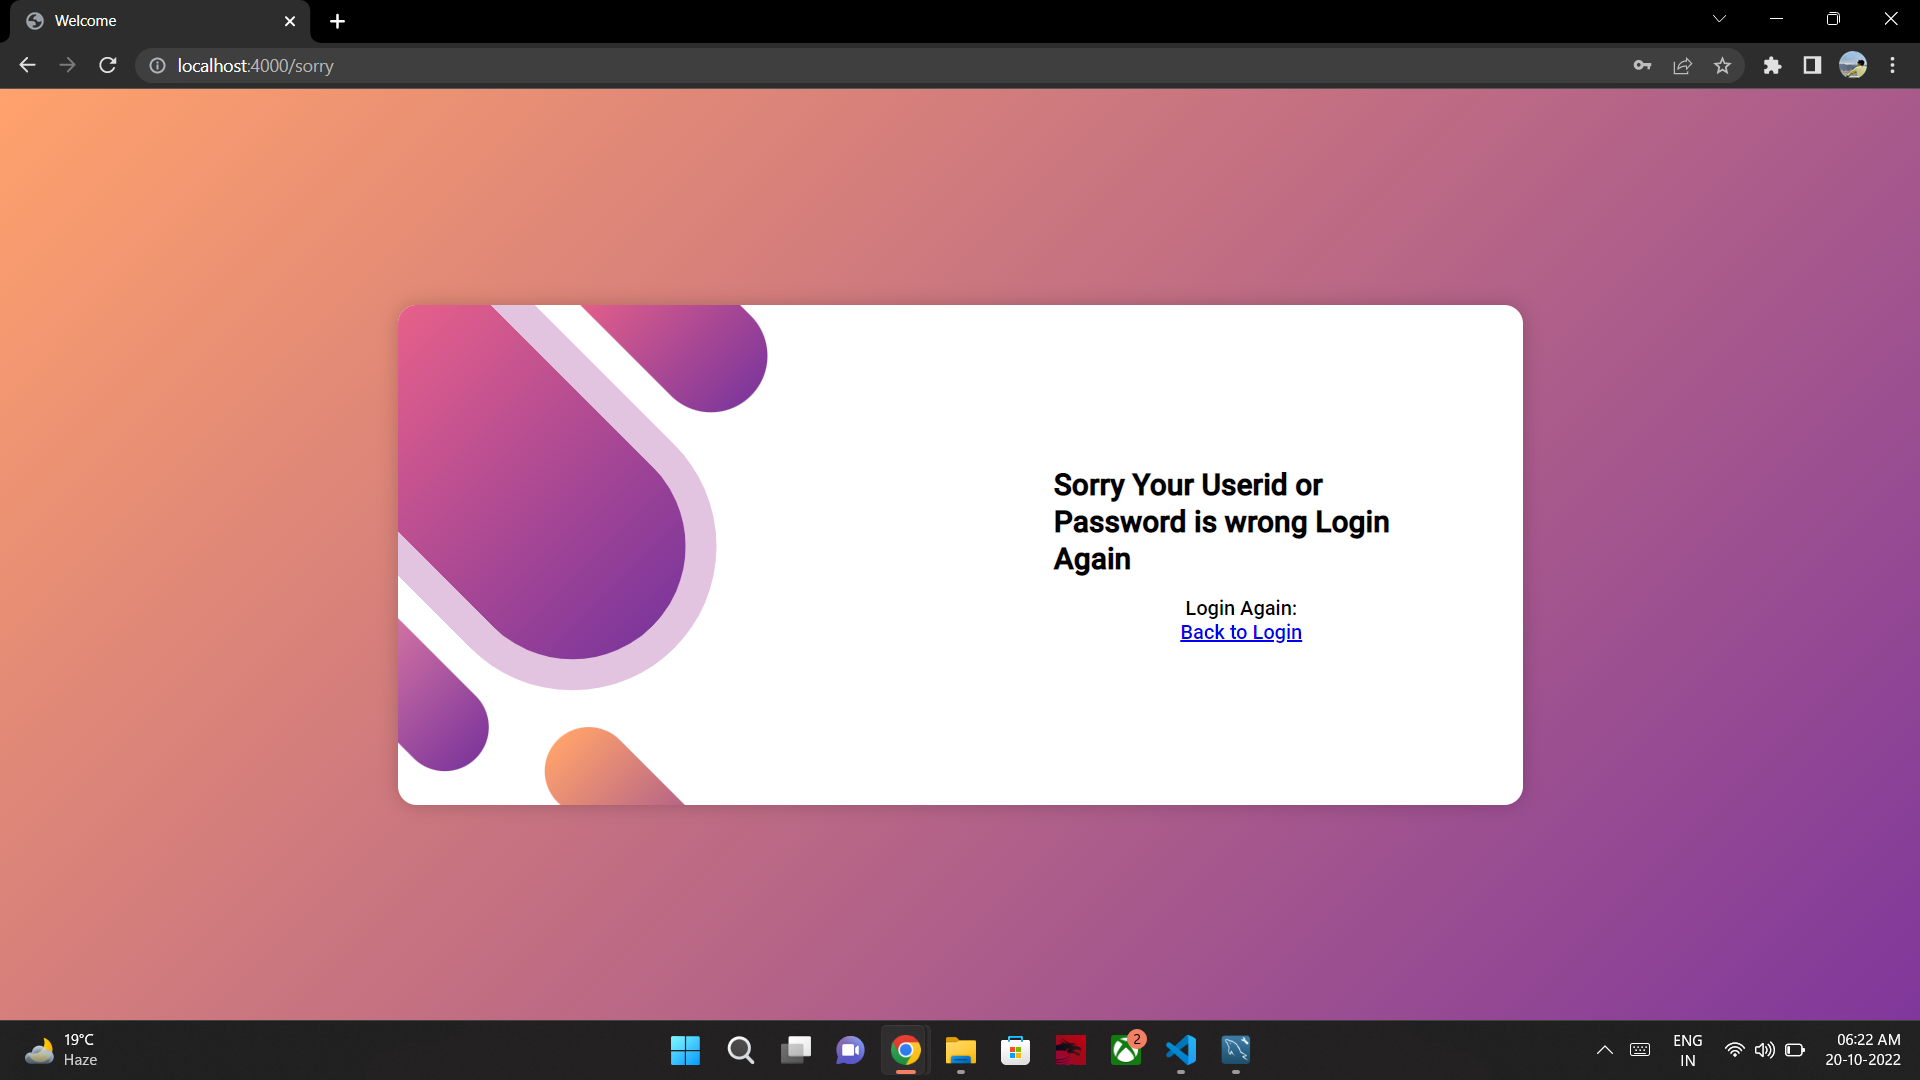 Welcome
localhost:4000/sorry
Sorry Your Userid or
Password is wrong Login
Again
Login Again:
Back to Login
19°C
Haze
2
ENG
IN
06:22 AM
20-10-2022